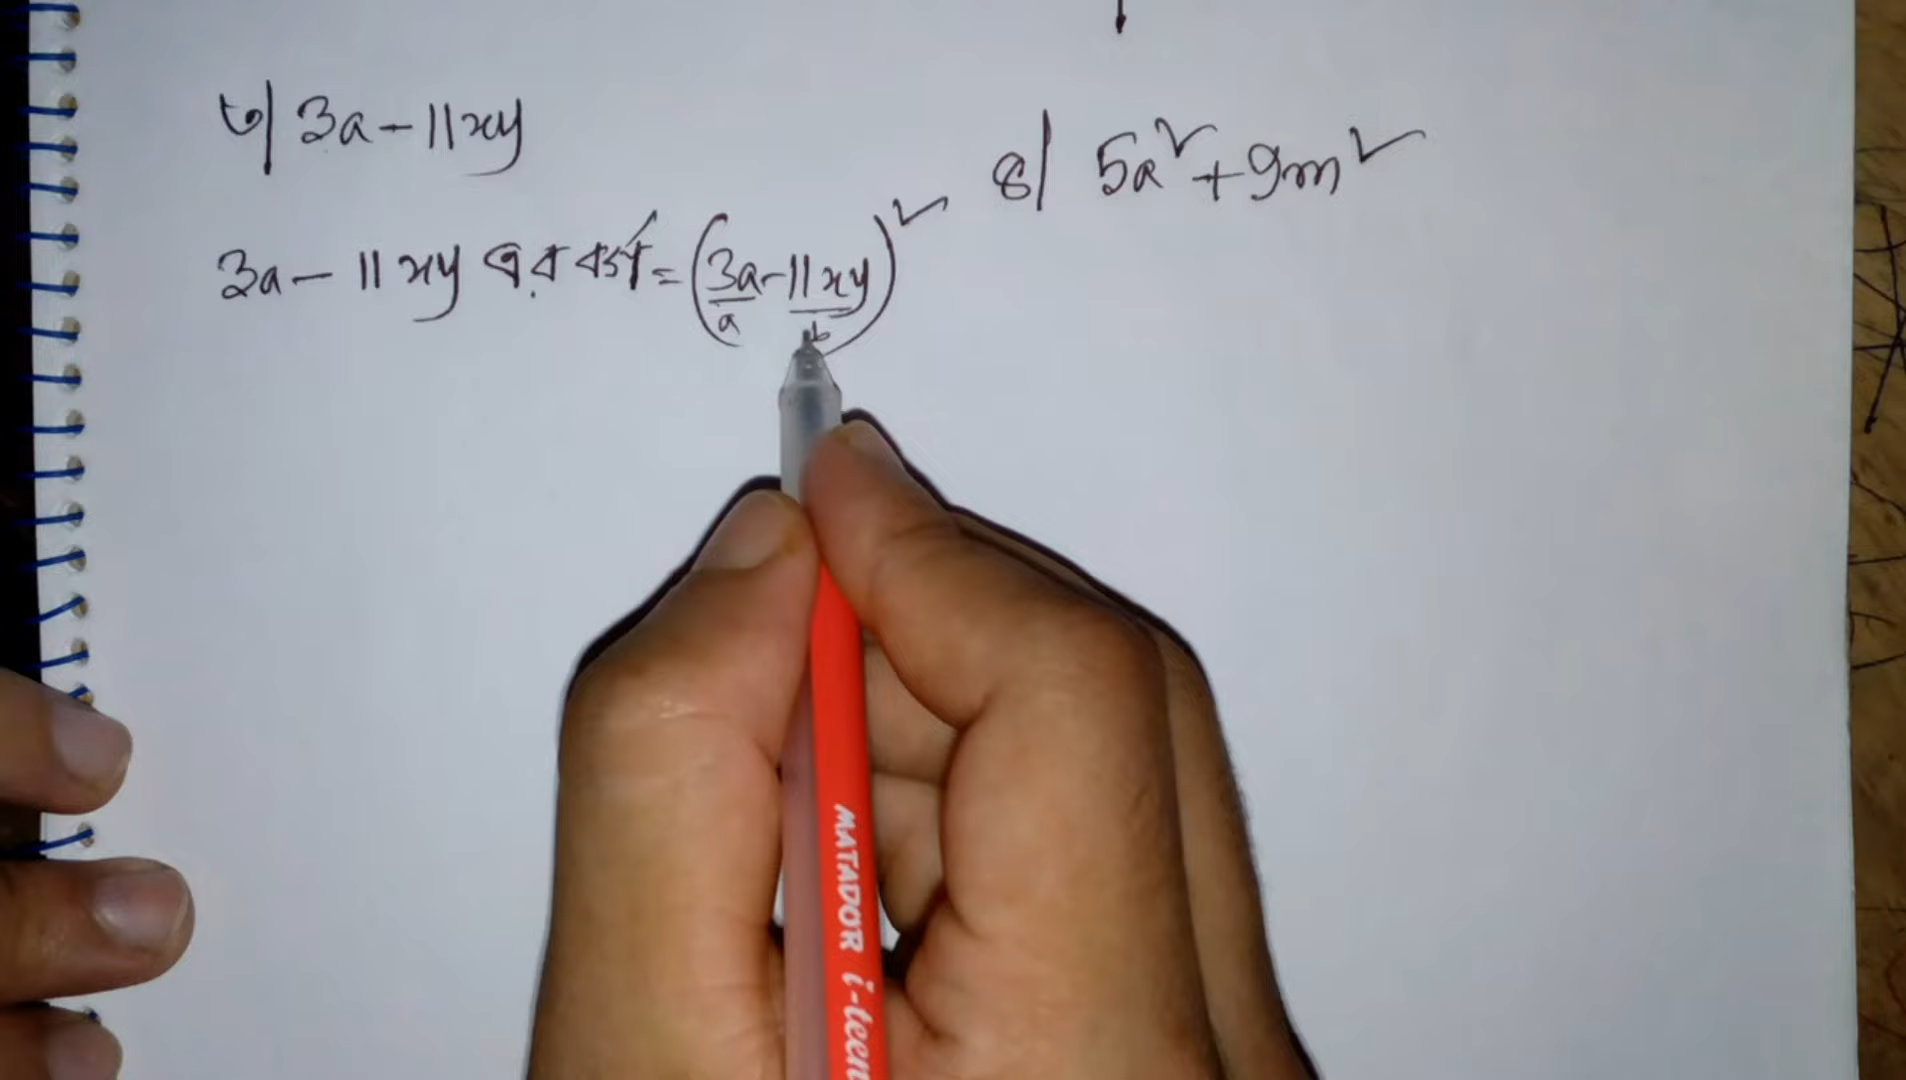 ৩| 3a - 11xy
3a - 11xy এর বর্গ = (3a - 11xy)²
a b
৪| 5a² + 9m²
MATADOR i-teen